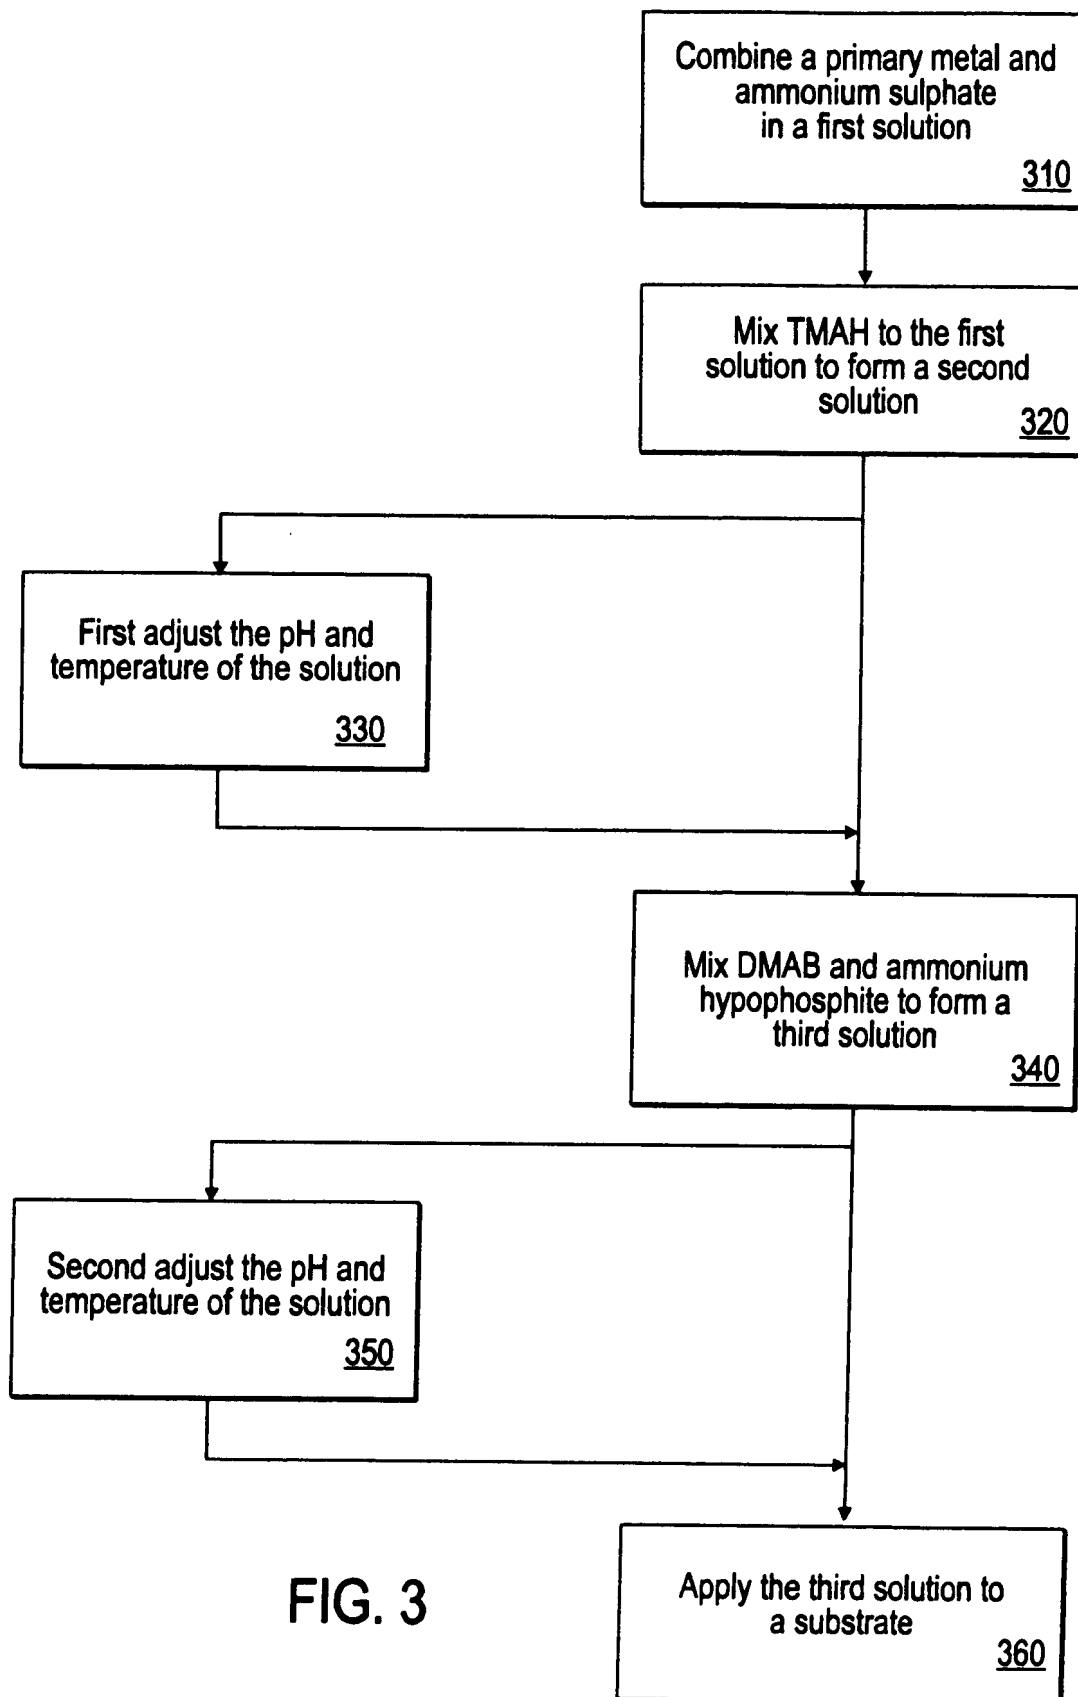 Combine a primary metal and
ammonium sulphate
in a first solution
310
Mix TMAH to the first
solution to form a second
solution
320
First adjust the pH and
temperature of the solution
330
Mix DMAB and ammonium
hypophosphite to form a
third solution
340
Second adjust the pH and
temperature of the solution
350
Apply the third solution to
a substrate
360
FIG. 3